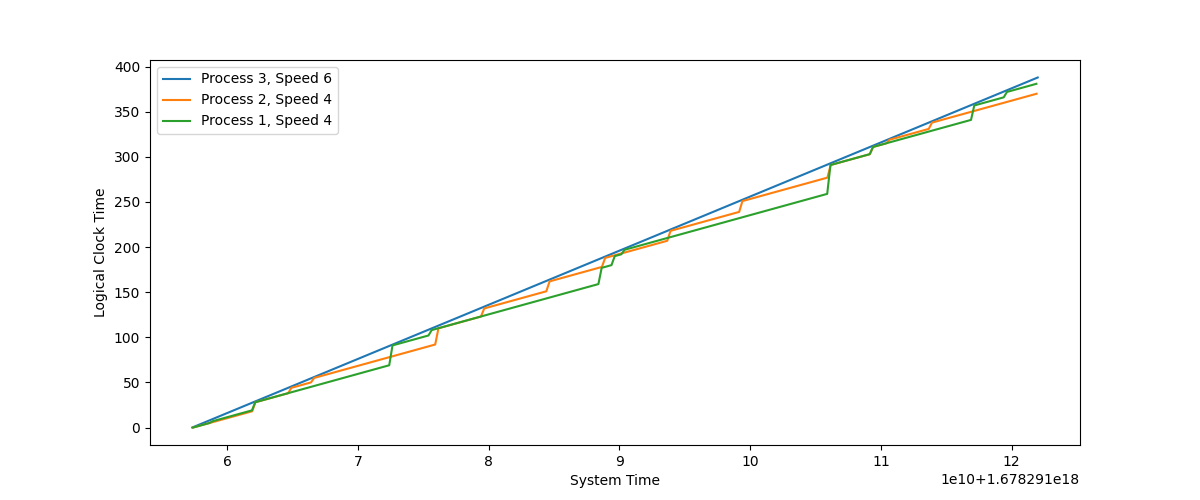 Process 3, Speed 6
Process 2, Speed 4
Process 1, Speed 4
Logical Clock Time
400
350
300
250
200
150
100
50
0
6 7 8 9 10 11 12
System Time
1e10+1.678291e18